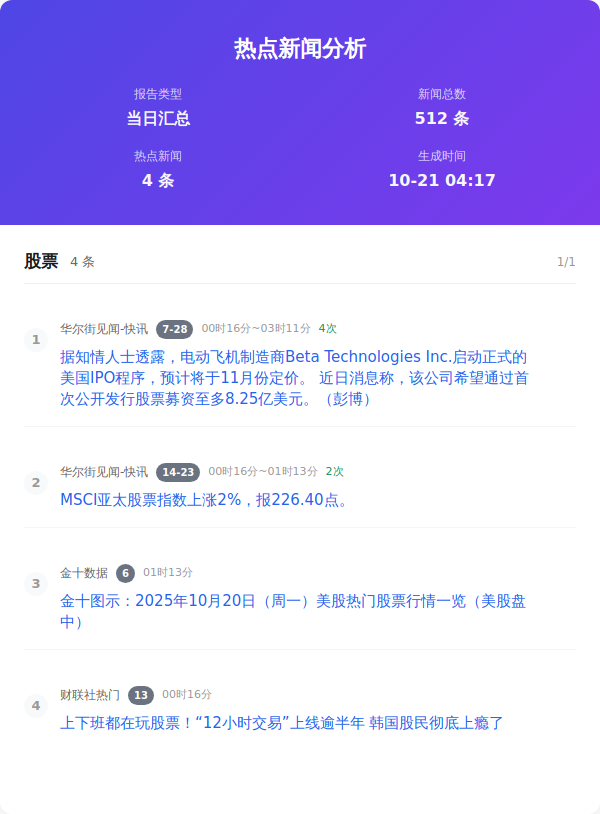 热点新闻分析
报告类型
新闻总数
当日汇总
512 条
热点新闻
生成时间
4 条
10-21 04:17
股票 4 条 1/1
1 华尔街见闻-快讯 7-28 00时16分~03时11分 4次
据知情人士透露，电动飞机制造商Beta Technologies Inc.启动正式的
美国IPO程序，预计将于11月份定价。 近日消息称，该公司希望通过首
次公开发行股票募资至多8.25亿美元。（彭博）
2 华尔街见闻-快讯 14-23 00时16分~01时13分 2次
MSCI亚太股票指数上涨2%，报226.40点。
3 金十数据 6 01时13分
金十图示：2025年10月20日（周一）美股热门股票行情一览（美股盘
中）
4 财联社热门 13 00时16分
上下班都在玩股票！“12小时交易”上线逾半年 韩国股民彻底上瘾了